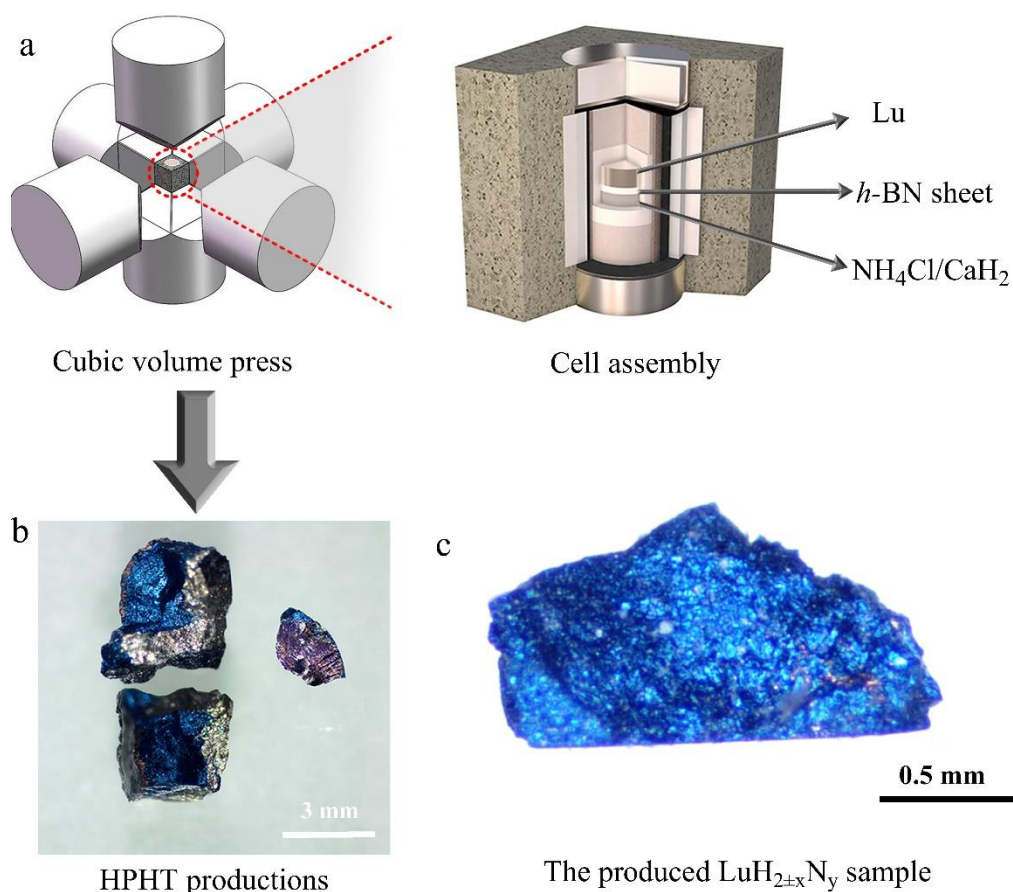 a
Lu
h-BN sheet
NH₄Cl/CaH₂
Cubic volume press
Cell assembly
b
c
3 mm
0.5 mm
HPHT productions
The produced LuH₂±ₓNᵧ sample